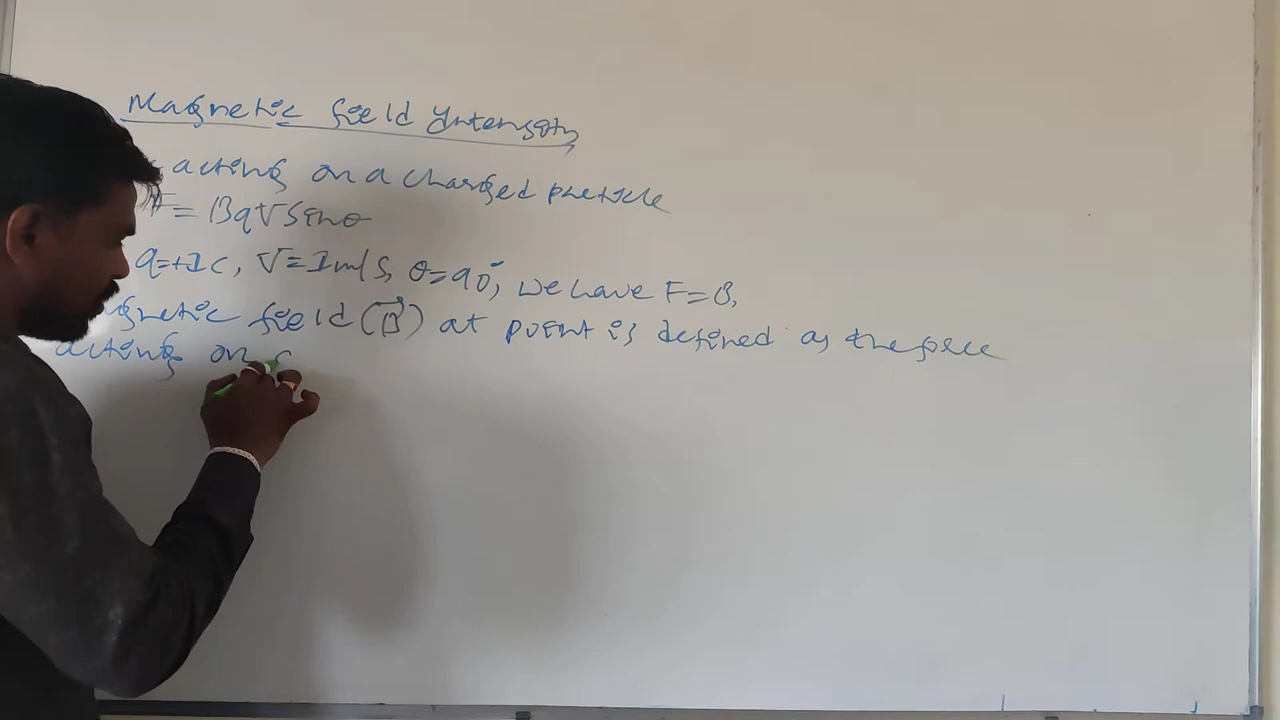 Magnetic field Intensity
acting on a charged particle
F = BqV Sinθ
q=+1C, V=1m/s, θ=90°, we have F=B,
gnetic field (B⃗) at point is defined as the force
acting on